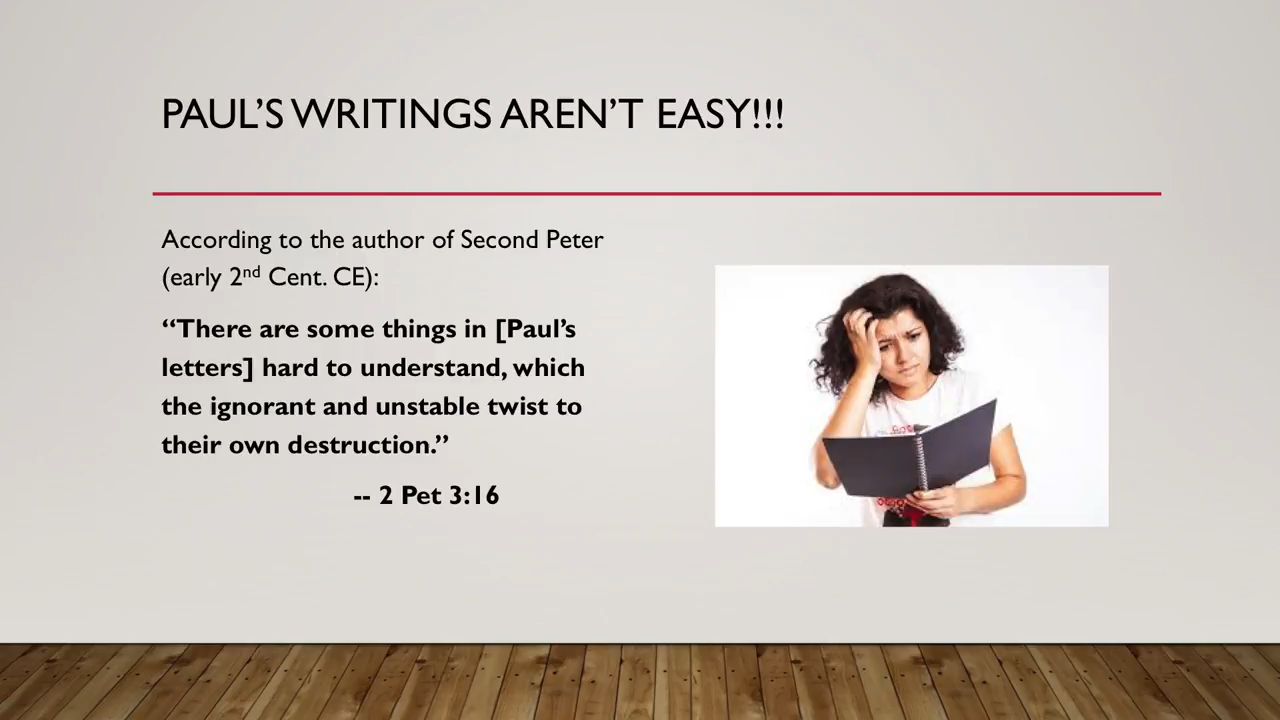 PAUL’S WRITINGS AREN’T EASY!!!
According to the author of Second Peter
(early 2nd Cent. CE):
“There are some things in [Paul’s
letters] hard to understand, which
the ignorant and unstable twist to
their own destruction.”
-- 2 Pet 3:16